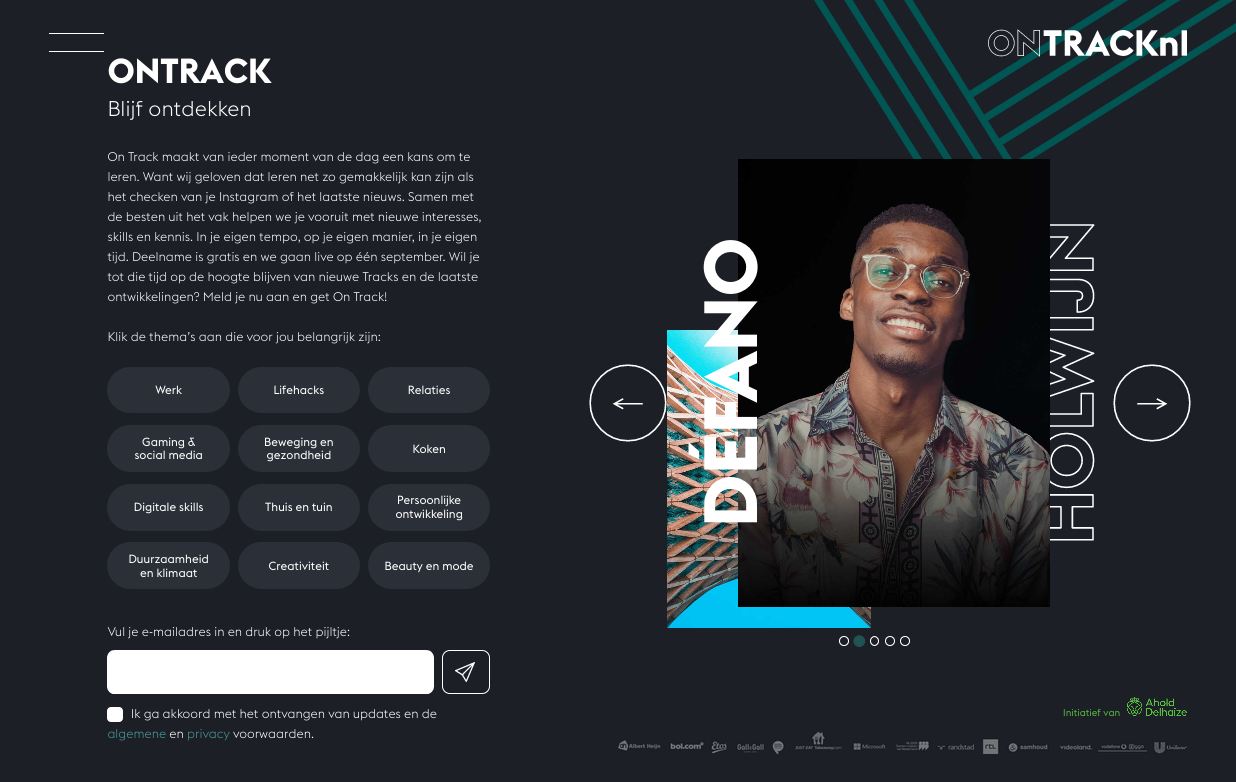 ONTRACKnl
ONTRACK
Blijf ontdekken
On Track maakt van ieder moment van de dag een kans om te
leren. Want wij geloven dat leren net zo gemakkelijk kan zijn als
het checken van je Instagram of het laatste nieuws. Samen met
de besten uit het vak helpen we je vooruit met nieuwe interesses,
skills en kennis. In je eigen tempo, op je eigen manier, in je eigen
tijd. Deelname is gratis en we gaan live op één september. Wil je
tot die tijd op de hoogte blijven van nieuwe Tracks en de laatste
ontwikkelingen? Meld je nu aan en get On Track!
Klik de thema's aan die voor jou belangrijk zijn:
Werk
Lifehacks
Relaties
Gaming &
social media
Beweging en
gezondheid
Koken
Digitale skills
Thuis en tuin
Persoonlijke
ontwikkeling
Duurzaamheid
en klimaat
Creativiteit
Beauty en mode
Vul je e-mailadres in en druk op het pijltje:
Ik ga akkoord met het ontvangen van updates en de
algemene en privacy voorwaarden.
DEFANO
HOLWIJN
Initiatief van
Ahold
Delhaize
Albert Heijn
bol.com
Etos
Gall&Gall
JUST EAT Takeaway.com
Microsoft
randstad
rtl
samhoud
videoland.
vodafone
ziggo
Unilever